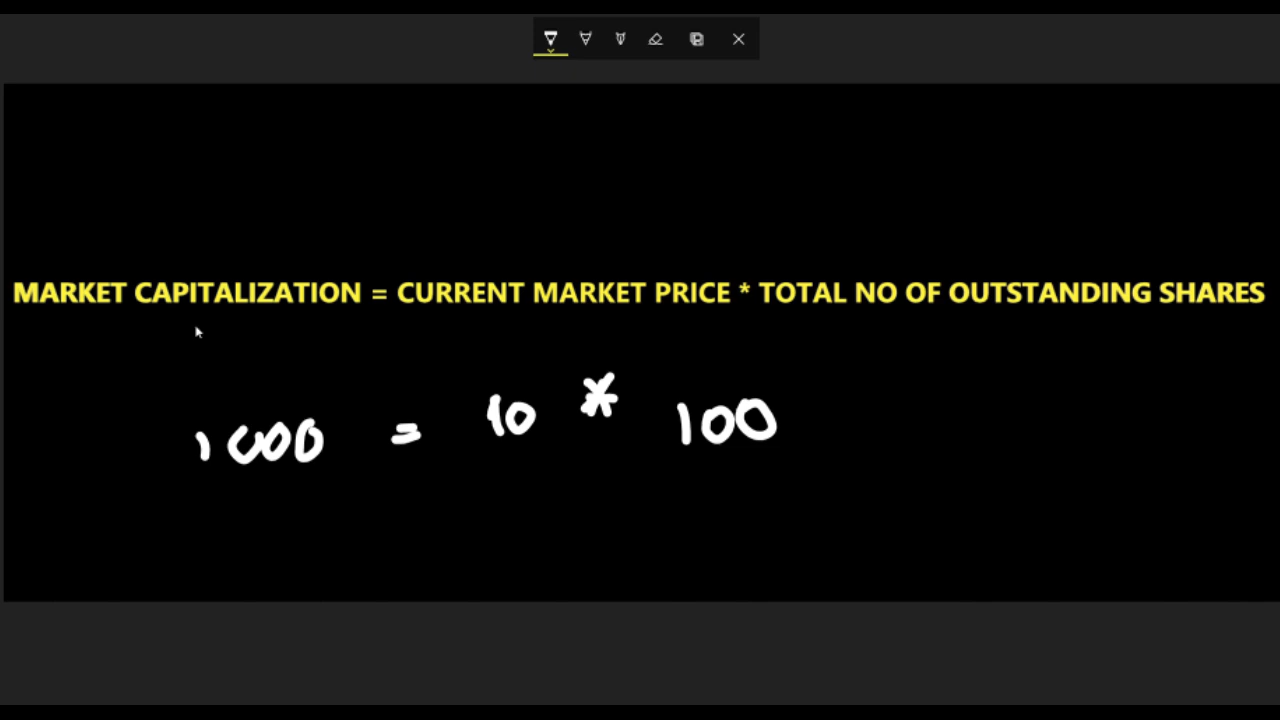 MARKET CAPITALIZATION = CURRENT MARKET PRICE * TOTAL NO OF OUTSTANDING SHARES
1000 = 10 * 100